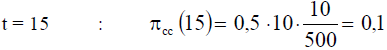 t = 15 : π_cc (15) = 0,5 ·10 · 10/500 = 0,1